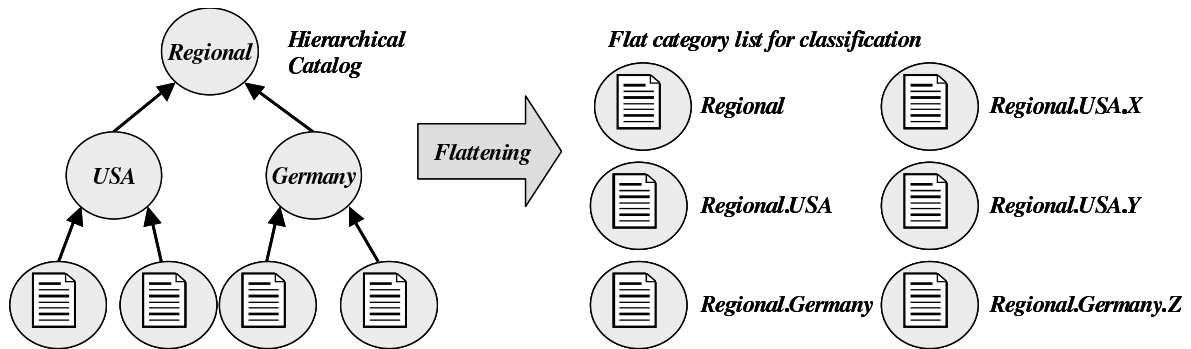 Regional
Hierarchical
Catalog
USA
Germany
Flattening
Flat category list for classification
Regional
Regional.USA.X
Regional.USA
Regional.USA.Y
Regional.Germany
Regional.Germany.Z